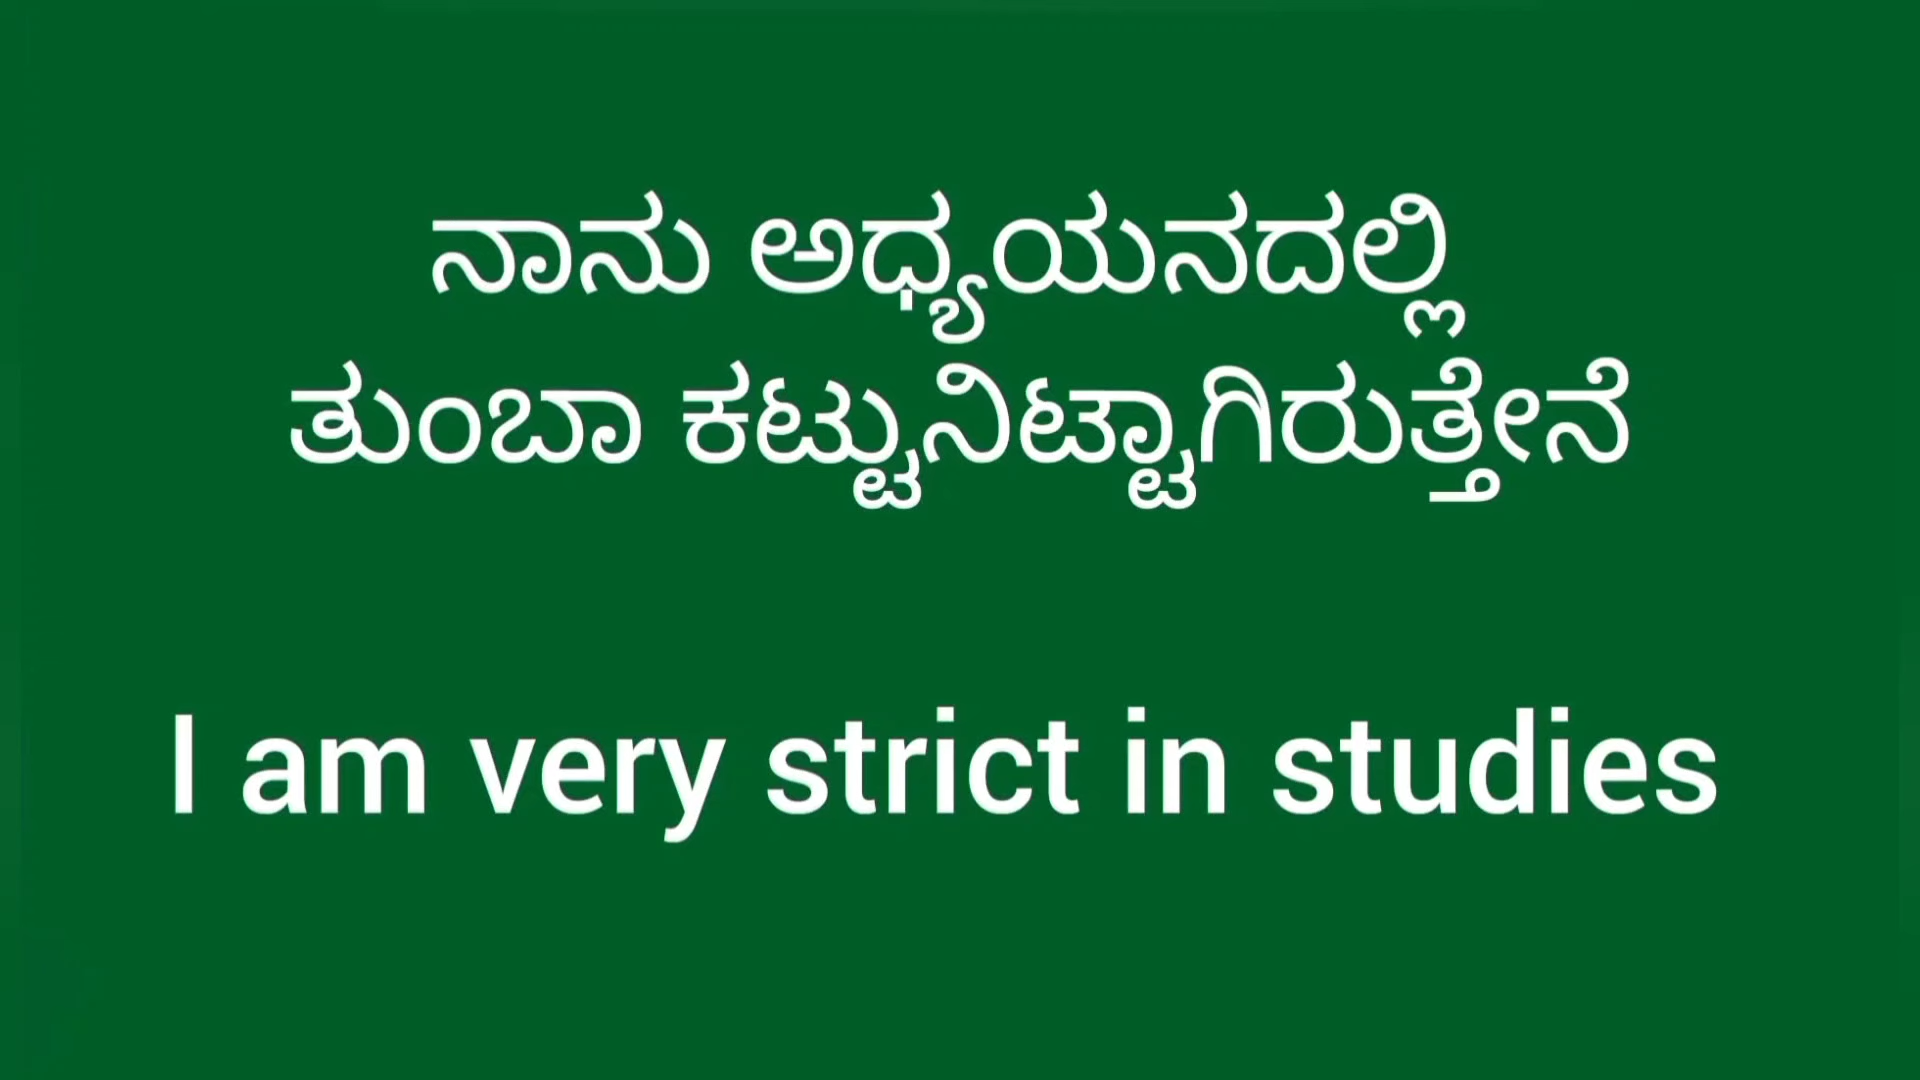 ನಾನು ಅಧ್ಯಯನದಲ್ಲಿ
ತುಂಬಾ ಕಟ್ಟುನಿಟ್ಟಾಗಿರುತ್ತೇನೆ
I am very strict in studies